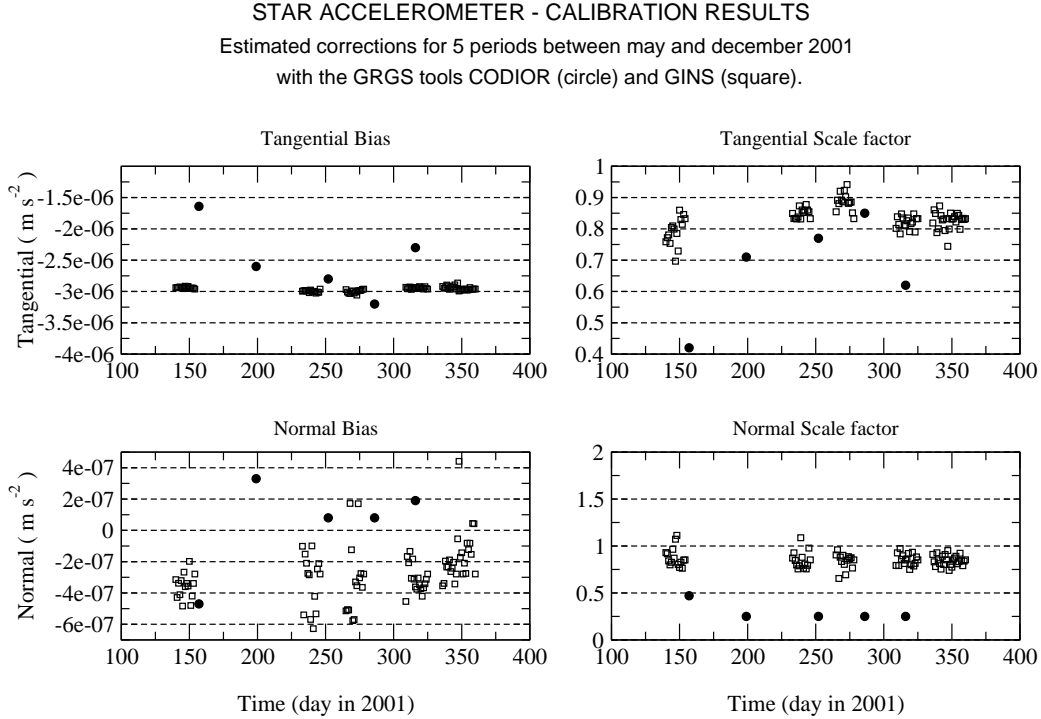 STAR ACCELEROMETER - CALIBRATION RESULTS
Estimated corrections for 5 periods between may and december 2001
with the GRGS tools CODIOR (circle) and GINS (square).
Tangential Bias
Tangential ( m s⁻² )
-1.5e-06
-2e-06
-2.5e-06
-3e-06
-3.5e-06
-4e-06
100 150 200 250 300 350 400
Tangential Scale factor
1
0.9
0.8
0.7
0.6
0.5
0.4
100 150 200 250 300 350 400
Normal Bias
Normal ( m s⁻² )
4e-07
2e-07
0
-2e-07
-4e-07
-6e-07
100 150 200 250 300 350 400
Time (day in 2001)
Normal Scale factor
2
1.5
1
0.5
0
100 150 200 250 300 350 400
Time (day in 2001)